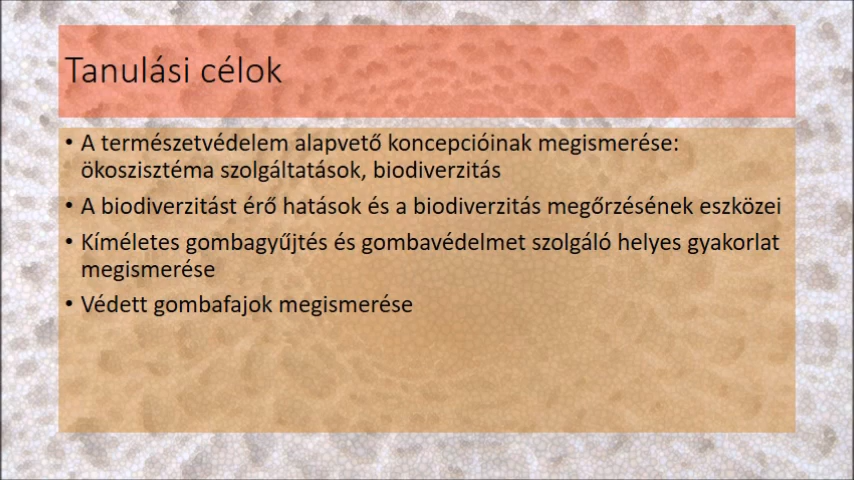 Tanulási célok
• A természetvédelem alapvető koncepcióinak megismerése:
ökoszisztéma szolgáltatások, biodiverzitás
• A biodiverzitást érő hatások és a biodiverzitás megőrzésének eszközei
• Kíméletes gombagyűjtés és gombavédelmet szolgáló helyes gyakorlat
megismerése
• Védett gombafajok megismerése